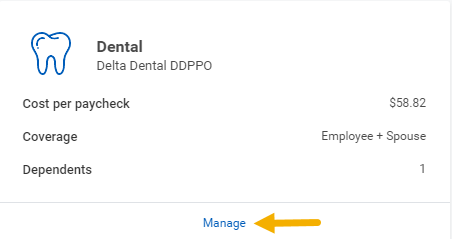 Dental
Delta Dental DDPPO
Cost per paycheck $58.82
Coverage Employee + Spouse
Dependents 1
Manage